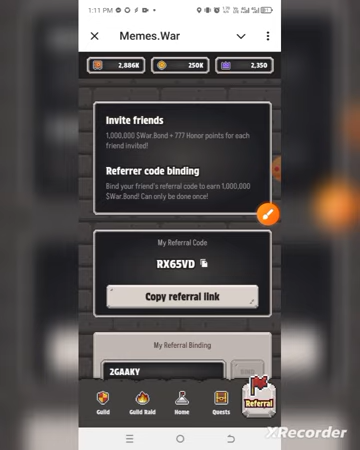 1:11 PM
Memes.War
2,886K
250K
2,350
Invite friends
1,000,000 $War.Bond + 777 Honor points for each
friend invited!
Referrer code binding
Bind your friend's referral code to earn 1,000,000
$War.Bond! Can only be done once!
My Referral Code
RX65VD
Copy referral link
My Referral Binding
2GAAKY
BIND
Guild
Guild Raid
Home
Quests
Referral
XRecorder